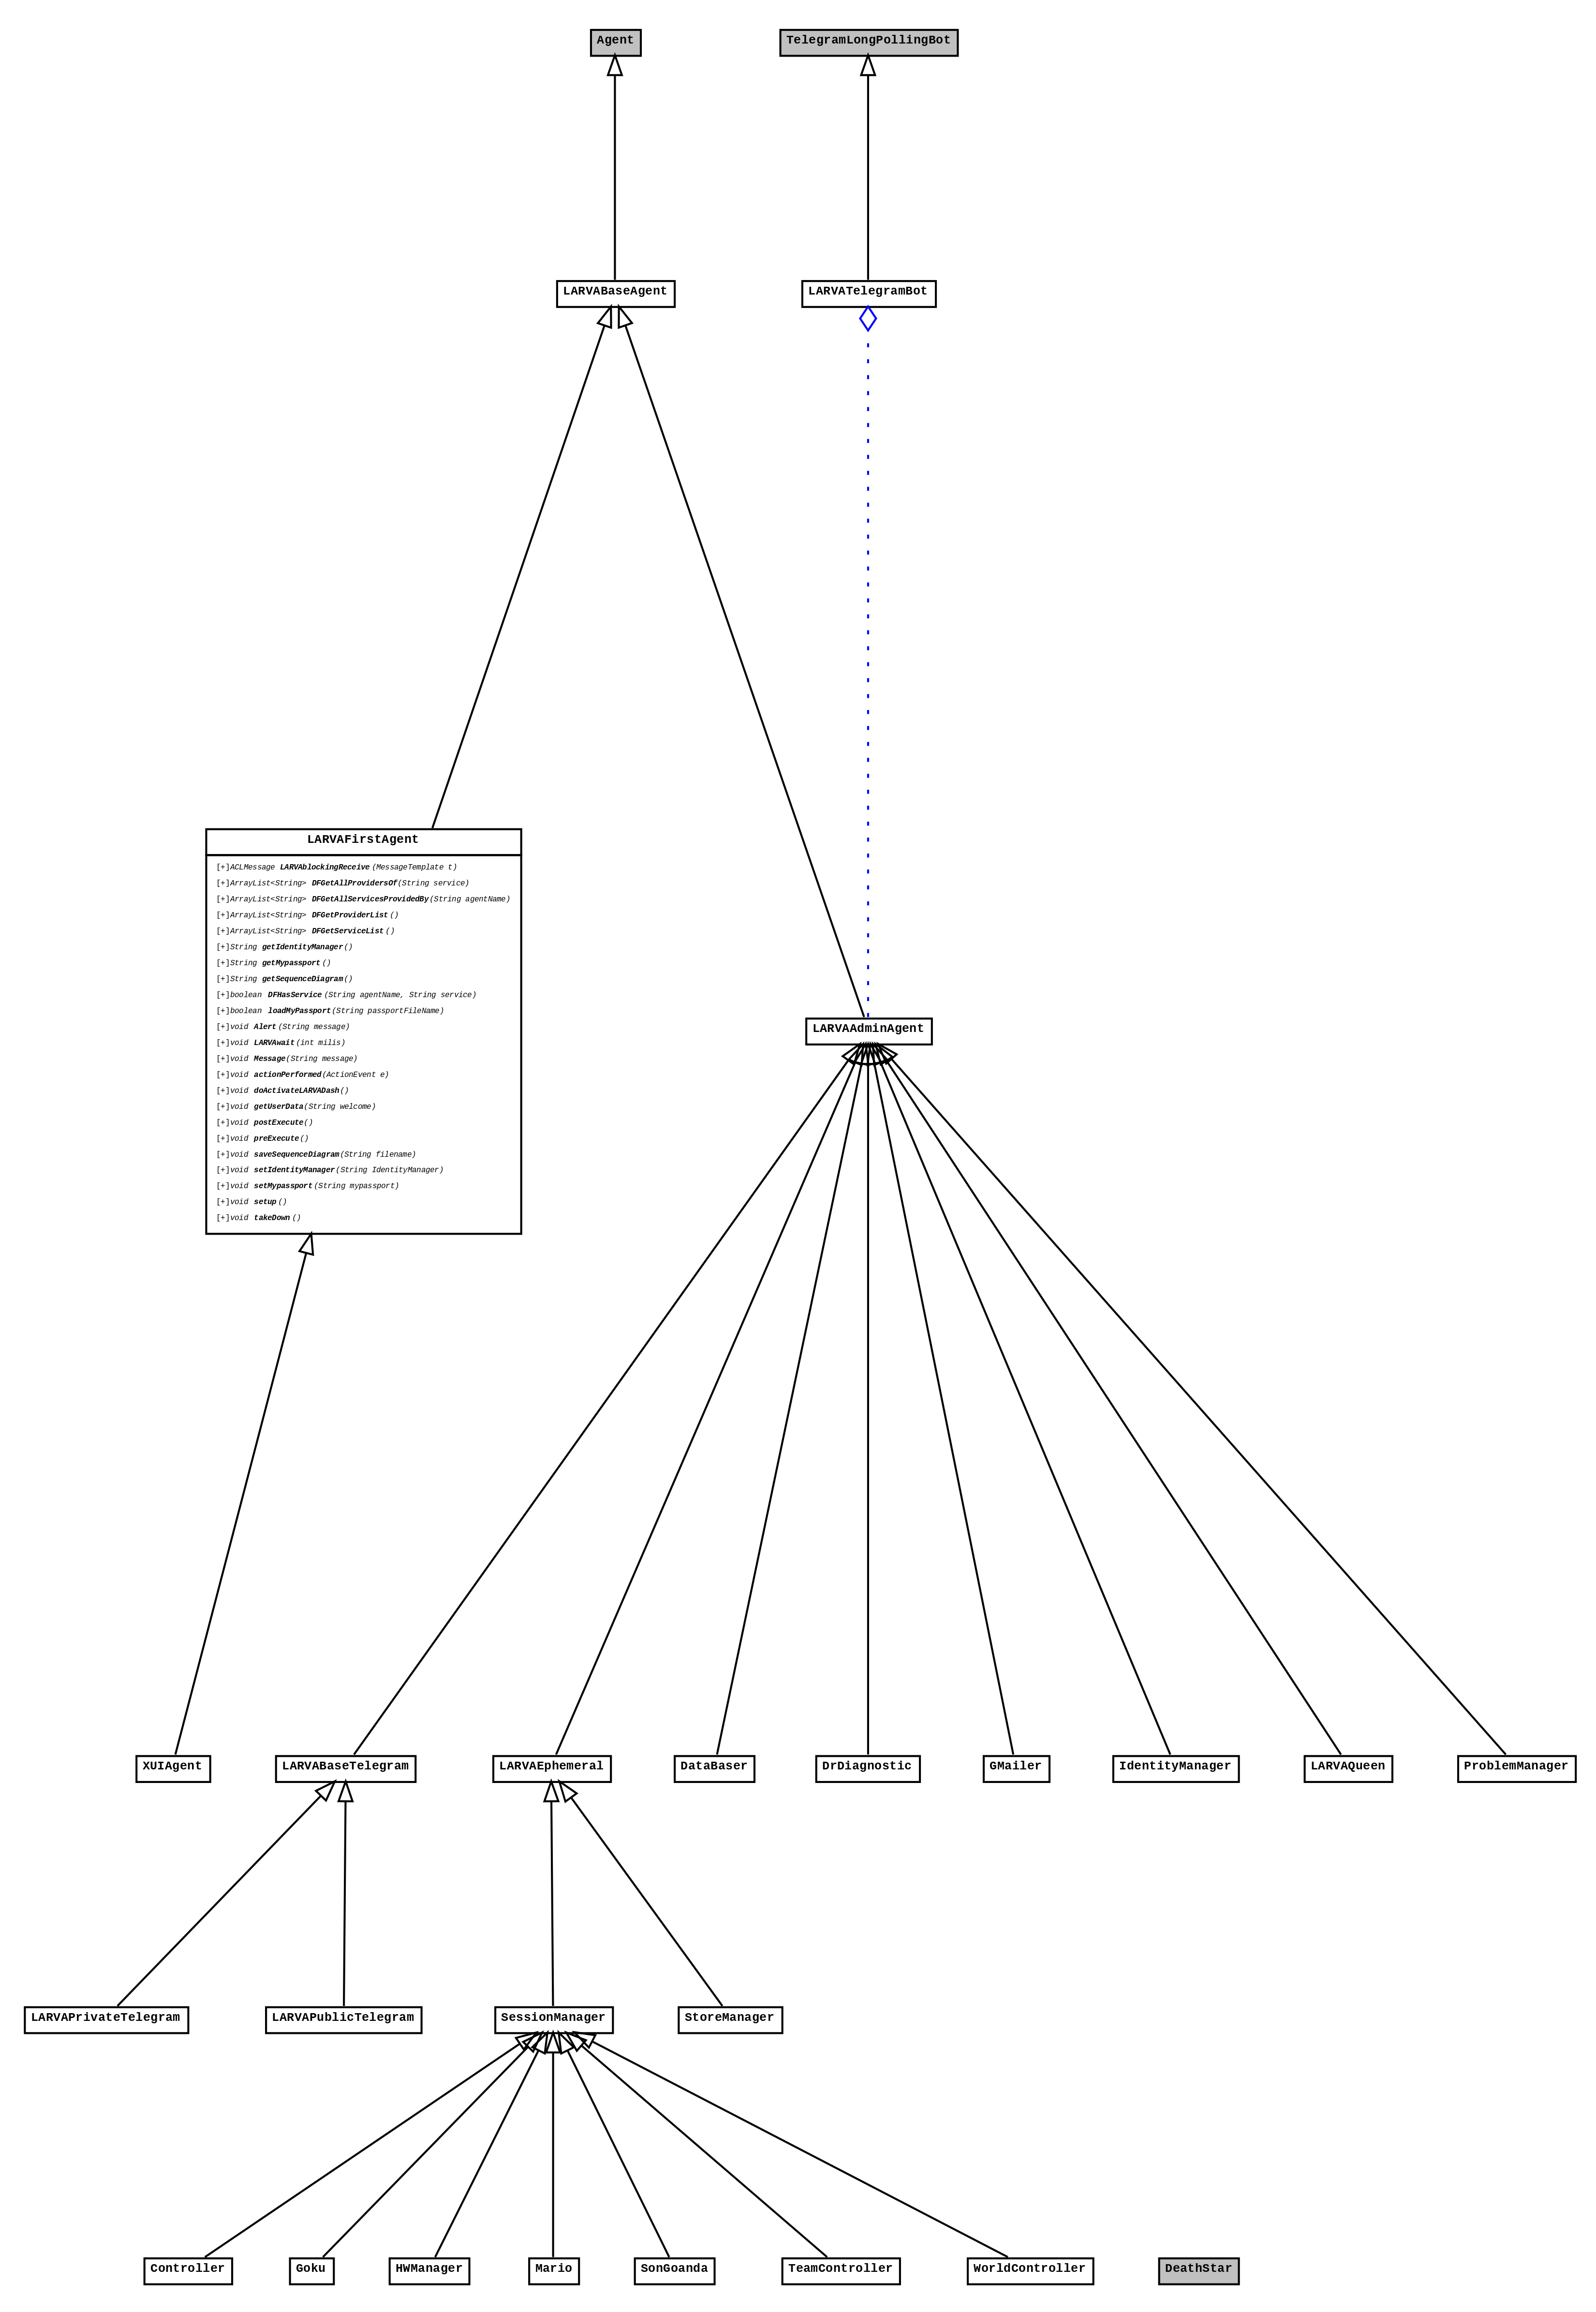 Agent
TelegramLongPollingBot
LARVABaseAgent
LARVATelegramBot
LARVAFirstAgent
[+]ACLMessage LARVAblockingReceive(MessageTemplate t)
[+]ArrayList<String> DFGetAllProvidersOf(String service)
[+]ArrayList<String> DFGetAllServicesProvidedBy(String agentName)
[+]ArrayList<String> DFGetProviderList()
[+]ArrayList<String> DFGetServiceList()
[+]String getIdentityManager()
[+]String getMypassport()
[+]String getSequenceDiagram()
[+]boolean DFHasService(String agentName, String service)
[+]boolean loadMyPassport(String passportFileName)
[+]void Alert(String message)
[+]void LARVAwait(int milis)
[+]void Message(String message)
[+]void actionPerformed(ActionEvent e)
[+]void doActivateLARVADash()
[+]void getUserData(String welcome)
[+]void postExecute()
[+]void preExecute()
[+]void saveSequenceDiagram(String filename)
[+]void setIdentityManager(String IdentityManager)
[+]void setMypassport(String mypassport)
[+]void setup()
[+]void takeDown()
LARVAAdminAgent
XUIAgent
LARVABaseTelegram
LARVAEphemeral
DataBaser
DrDiagnostic
GMailer
IdentityManager
LARVAQueen
ProblemManager
LARVAPrivateTelegram
LARVAPublicTelegram
SessionManager
StoreManager
Controller
Goku
HWManager
Mario
SonGoanda
TeamController
WorldController
DeathStar